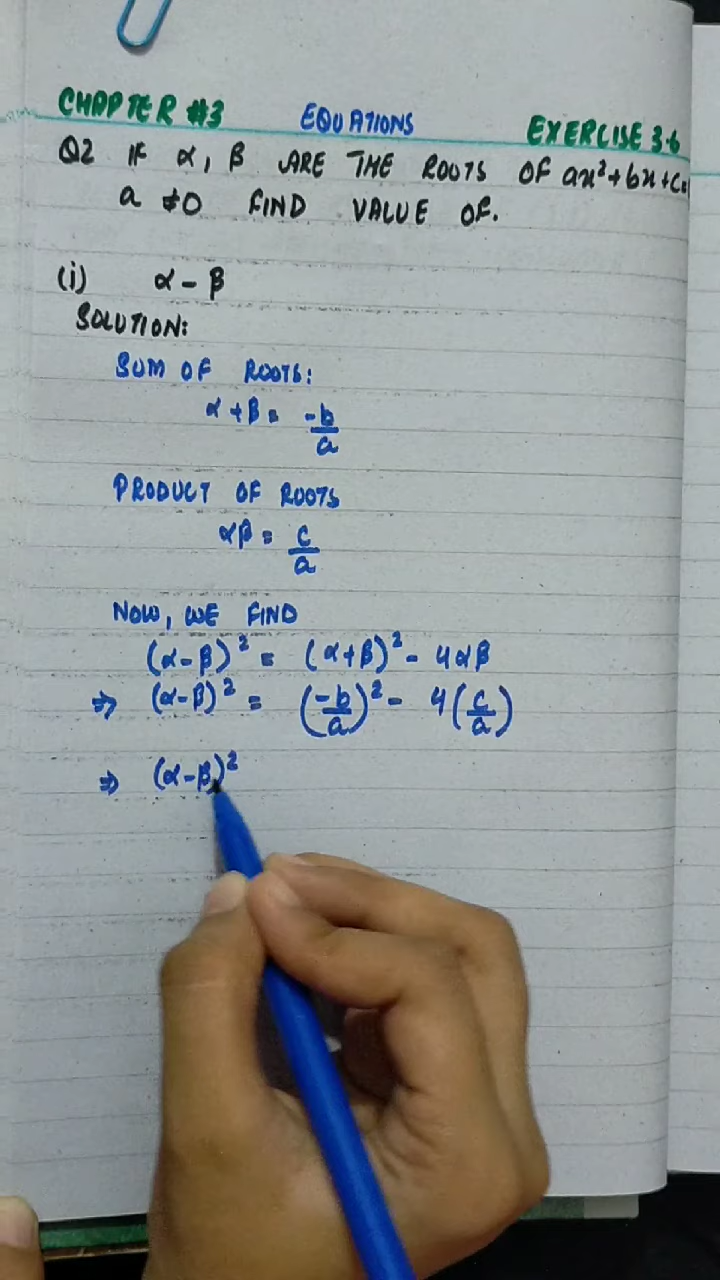 CHAPTER #3 EQUATIONS EXERCISE 3.6
Q2 IF α, β ARE THE ROOTS OF ax²+bx+c=
a ≠0 FIND VALUE OF.
(i) α - β
SOLUTION:
SUM OF ROOTS:
α + β = -b/a
PRODUCT OF ROOTS
αβ = c/a
NOW, WE FIND
(α-β)² = (α+β)² - 4αβ
⇒ (α-β)² = (-b/a)² - 4(c/a)
⇒ (α-β)²